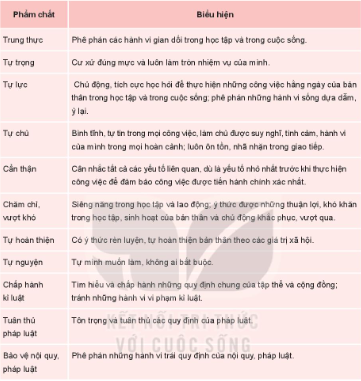 Phẩm chất Biểu hiện
Trung thực Phê phán các hành vi gian dối trong học tập và trong cuộc sống.
Tự trọng Cư xử đúng mực và luôn làm tròn nhiệm vụ của mình.
Tự lực Chủ động, tích cực học hỏi để thực hiện những công việc hằng ngày của bản
thân trong học tập và trong cuộc sống; phê phán những hành vi sống dựa dẫm,
ỷ lại.
Tự chủ Bình tĩnh, tự tin trong mọi công việc, làm chủ được suy nghĩ, tình cảm, hành vi
của mình trong mọi hoàn cảnh; luôn ôn tồn, nhã nhặn trong giao tiếp.
Cẩn thận Cân nhắc tất cả các yếu tố liên quan, dù là yếu tố nhỏ nhất trước khi thực hiện
công việc để đảm bảo công việc được tiến hành chính xác nhất.
Chăm chỉ, Siêng năng trong học tập và lao động; ý thức được những thuận lợi, khó khăn
vượt khó trong học tập, sinh hoạt của bản thân và chủ động khắc phục, vượt qua.
Tự hoàn thiện Có ý thức rèn luyện, tự hoàn thiện bản thân theo các giá trị xã hội.
Tự nguyện Tự mình muốn làm, không ai bắt buộc.
Chấp hành Tìm hiểu và chấp hành những quy định chung của tập thể và cộng đồng;
kỉ luật tránh những hành vi vi phạm kỉ luật.
Tuân thủ Tôn trọng và tuân thủ các quy định của pháp luật.
pháp luật
KẾT NỐI TRI THỨC
VỚI CUỘC SỐNG
Bảo vệ nội quy, Phê phán những hành vi trái quy định của nội quy, pháp luật.
pháp luật